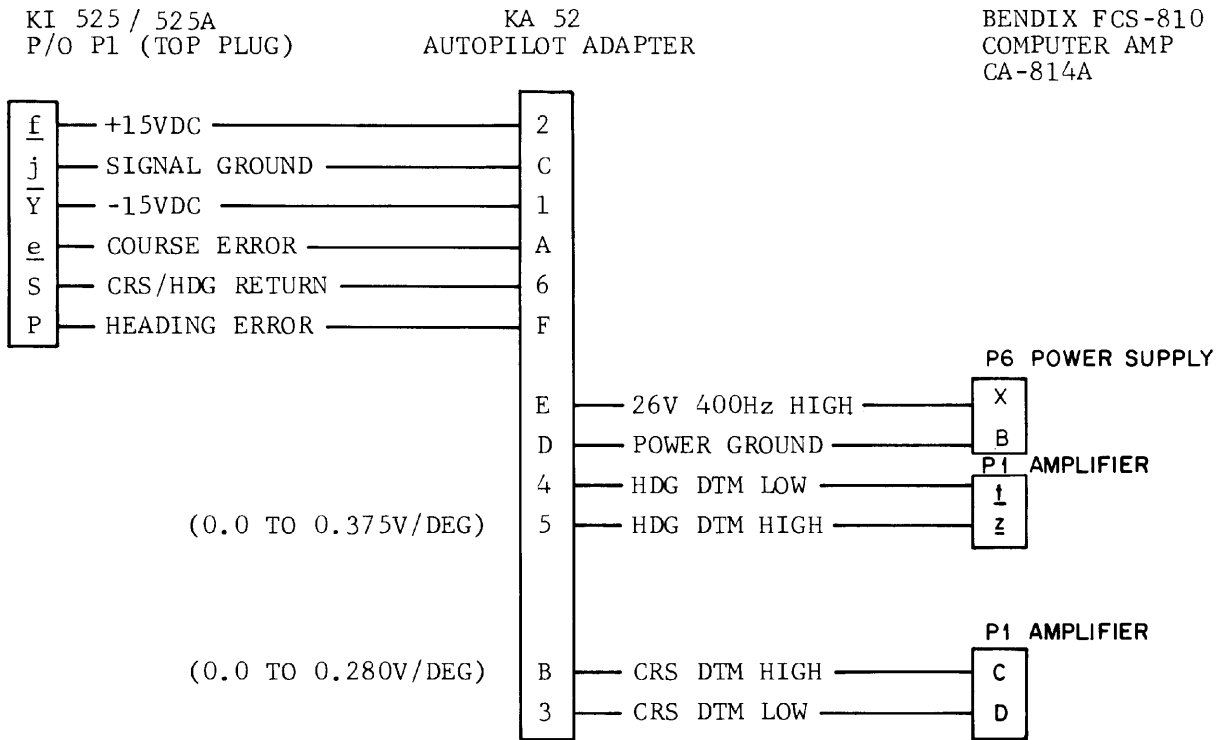 KI 525 / 525A KA 52 BENDIX FCS-810
P/O P1 (TOP PLUG) AUTOPILOT ADAPTER COMPUTER AMP
CA-814A
f +15VDC 2
j SIGNAL GROUND C
Y -15VDC 1
e COURSE ERROR A
S CRS/HDG RETURN 6
P HEADING ERROR F
P6 POWER SUPPLY
E 26V 400Hz HIGH X
D POWER GROUND B
P1 AMPLIFIER
4 HDG DTM LOW t
(0.0 TO 0.375V/DEG) 5 HDG DTM HIGH z
P1 AMPLIFIER
(0.0 TO 0.280V/DEG) B CRS DTM HIGH C
3 CRS DTM LOW D